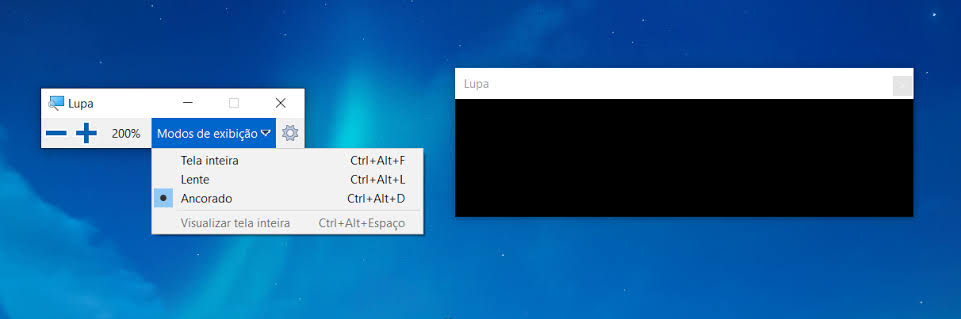 Lupa
200% Modos de exibição
Tela inteira Ctrl+Alt+F
Lente Ctrl+Alt+L
Ancorado Ctrl+Alt+D
Visualizar tela inteira Ctrl+Alt+Espaço
Lupa